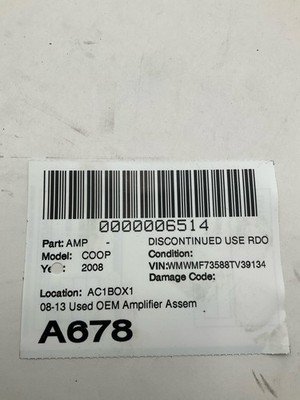 0000006514
Part: AMP - DISCONTINUED USE RDO
Model: COOP Condition:
Year: 2008 VIN:WMWMF73588TV39134
Damage Code:
Location: AC1BOX1
08-13 Used OEM Amplifier Assem
A678